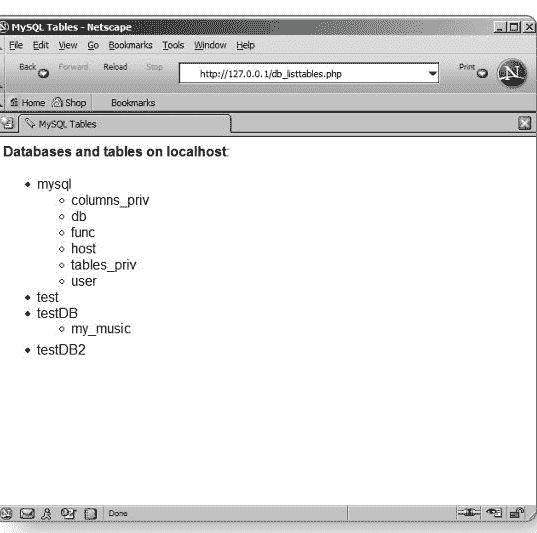 MySQL Tables - Netscape
File Edit View Go Bookmarks Tools Window Help
Back Forward Reload Stop http://127.0.0.1/db_listtables.php Print N
Home Shop Bookmarks
MySQL Tables
Databases and tables on localhost:
mysql
columns_priv
db
func
host
tables_priv
user
test
testDB
my_music
testDB2
Done